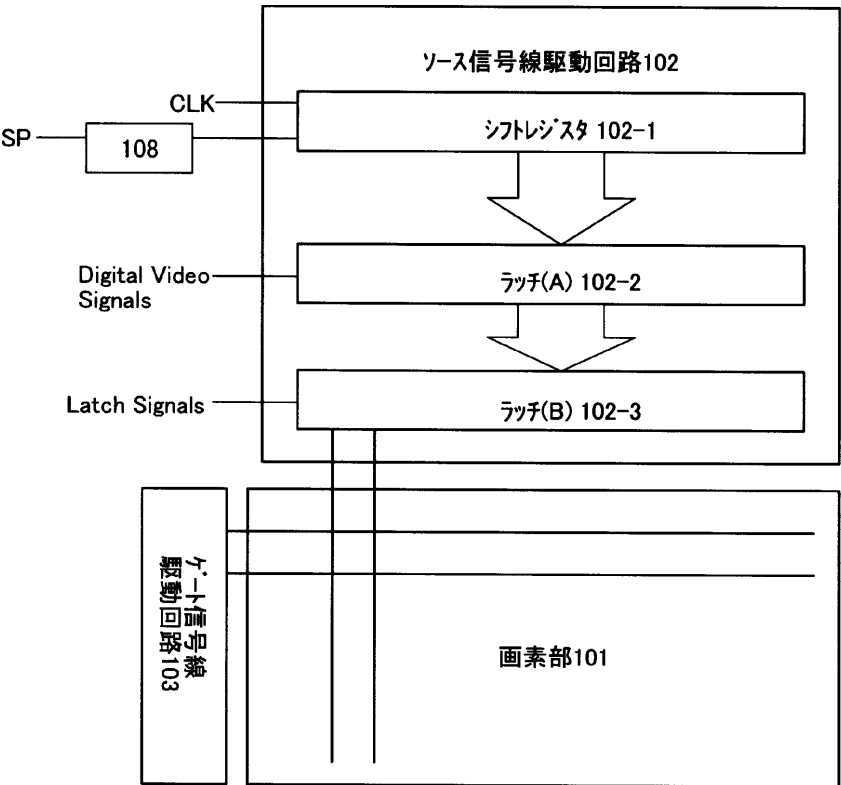 ソース信号線駆動回路102
CLK
シフトレジスタ 102-1
SP
108
Digital Video
Signals
ラッチ(A) 102-2
Latch Signals
ラッチ(B) 102-3
ゲート信号線
駆動回路103
画素部101